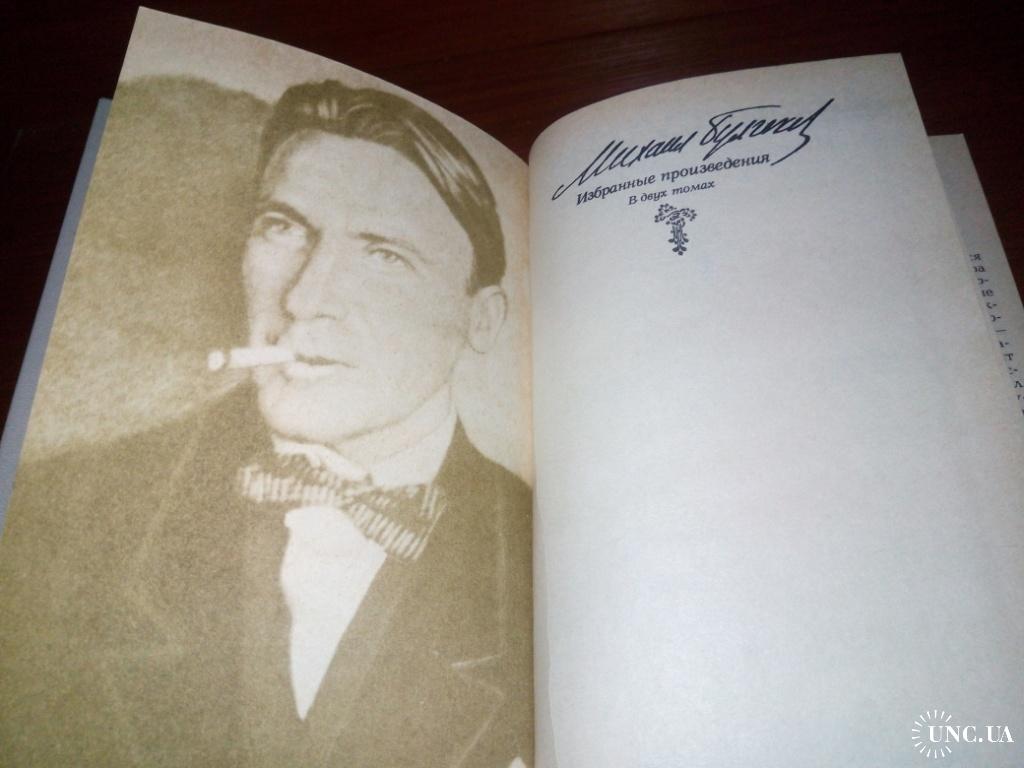 Михаил Булгаков
Избранные произведения
В двух томах
UNC.UA